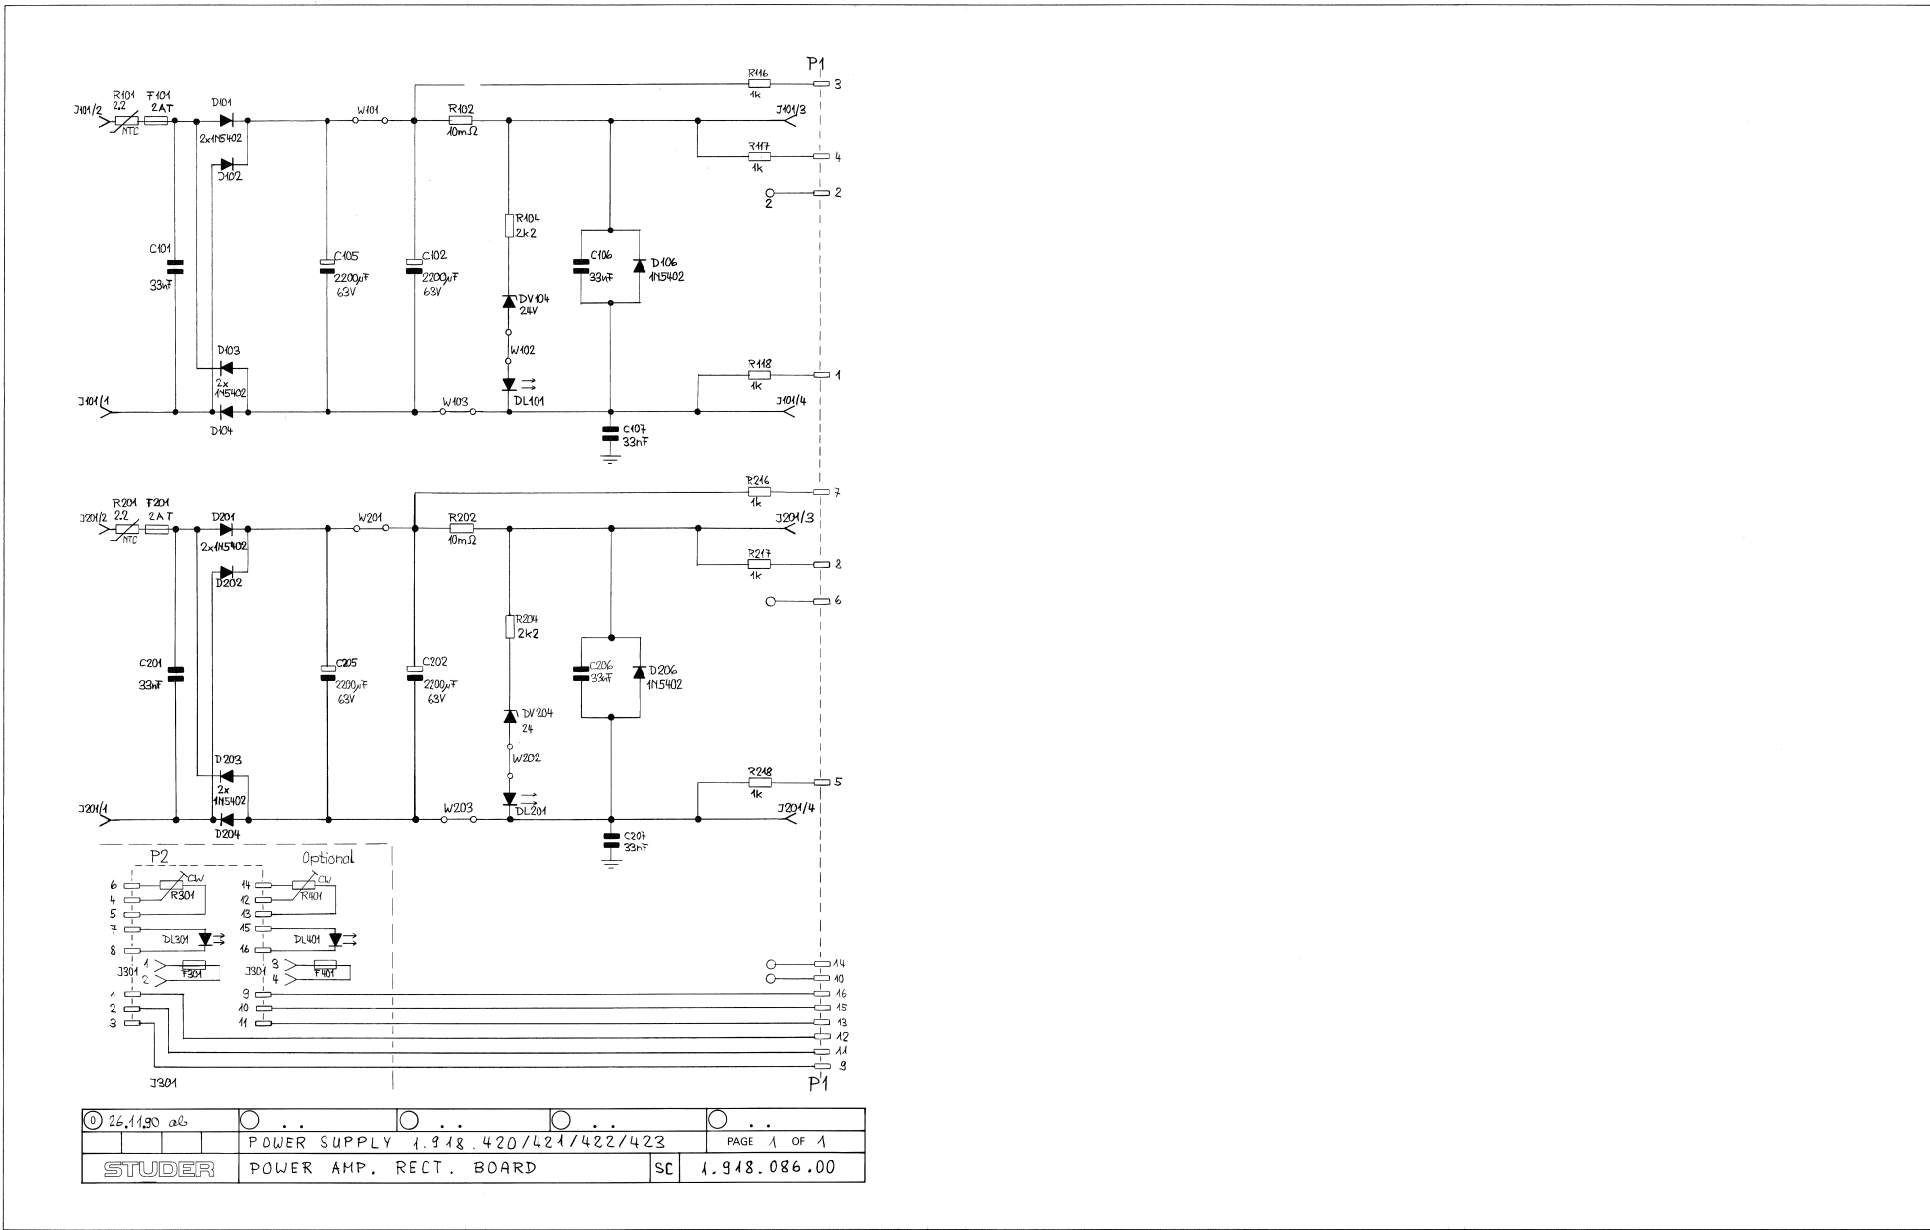 P1
R116
1k
3
J101/2
R101
2.2
NTC
F101
2AT
D101
2x1N5402
D102
W101
R102
10mΩ
J101/3
R117
1k
4
2
2
C101
33nF
C105
2200µF
63V
C102
2200µF
63V
R104
2k2
DV104
24V
W102
DL101
C106
33nF
D106
1N5402
D103
2x
1N5402
D104
J101/1
W103
R118
1k
1
J101/4
C107
33nF
R216
1k
7
J201/2
R201
2.2
NTC
F201
2AT
D201
2x1N5402
D202
W201
R202
10mΩ
J201/3
R217
1k
8
6
C201
33nF
C205
2200µF
63V
C202
2200µF
63V
R204
2k2
DV204
24
W202
DL201
C206
33nF
D206
1N5402
D203
2x
1N5402
D204
J201/1
W203
R218
1k
5
J201/4
C207
33nF
P2
Optional
6
4
5
CW
R301
14
12
13
CW
R401
7
8
DL301
15
16
DL401
J301
1
2
F301
J301
3
4
F401
1
2
3
9
10
11
14
10
16
15
13
12
11
9
J301
P1
0 26.11.90 ab
POWER SUPPLY 1.918.420/421/422/423
PAGE 1 OF 1
STUDER
POWER AMP. RECT. BOARD
SC
1.918.086.00